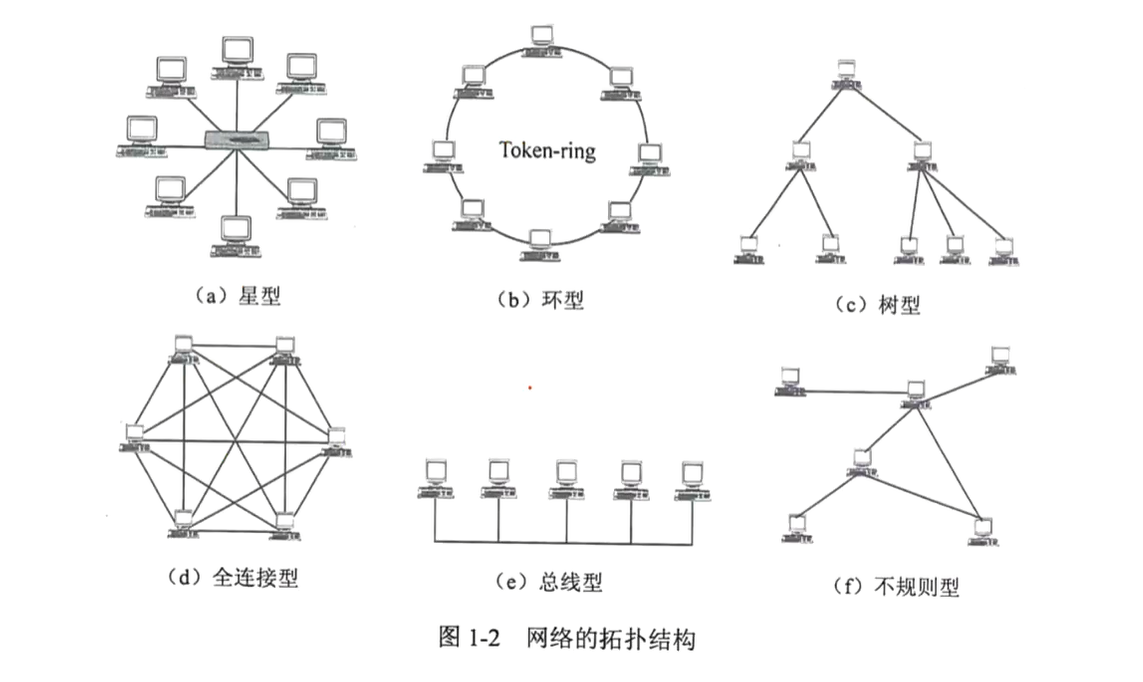 Token-ring
（a）星型
（b）环型
（c）树型
（d）全连接型
（e）总线型
（f）不规则型
图 1-2　网络的拓扑结构